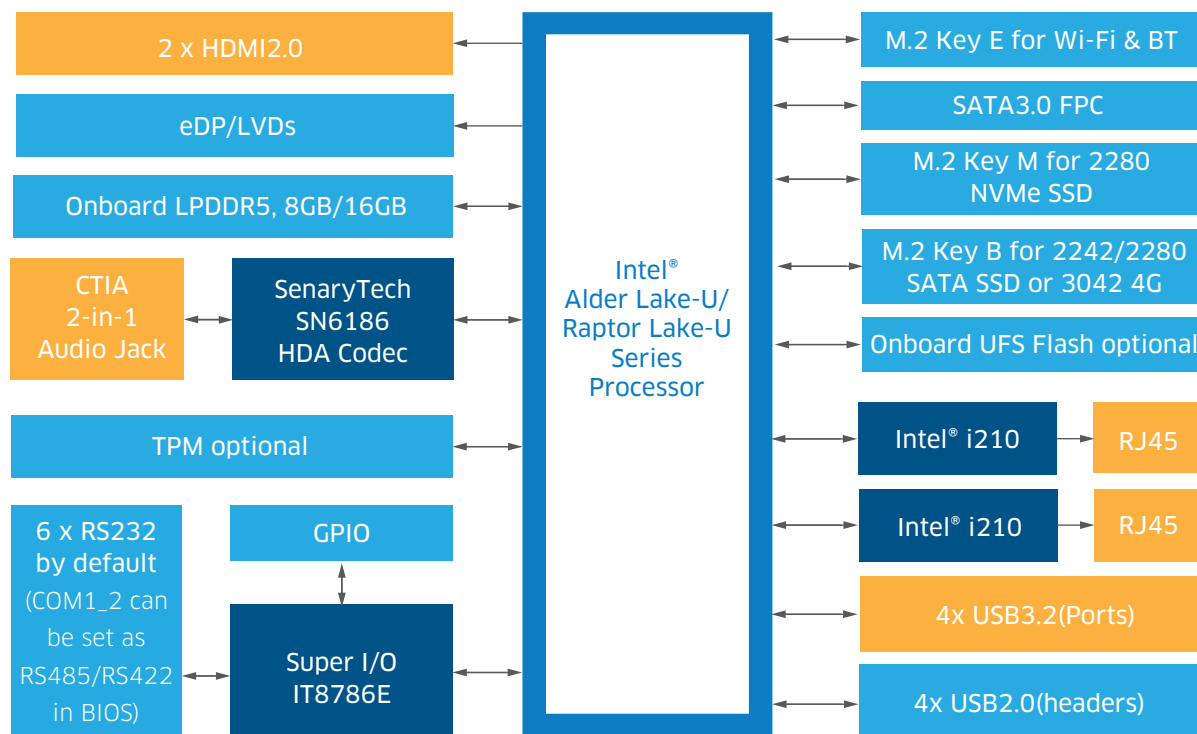 2 x HDMI2.0
eDP/LVDs
Onboard LPDDR5, 8GB/16GB
CTIA
2-in-1
Audio Jack
SenaryTech
SN6186
HDA Codec
TPM optional
6 x RS232
by default
(COM1_2 can
be set as
RS485/RS422
in BIOS)
GPIO
Super I/O
IT8786E
Intel®
Alder Lake-U/
Raptor Lake-U
Series
Processor
M.2 Key E for Wi-Fi & BT
SATA3.0 FPC
M.2 Key M for 2280
NVMe SSD
M.2 Key B for 2242/2280
SATA SSD or 3042 4G
Onboard UFS Flash optional
Intel® i210
RJ45
Intel® i210
RJ45
4x USB3.2(Ports)
4x USB2.0(headers)